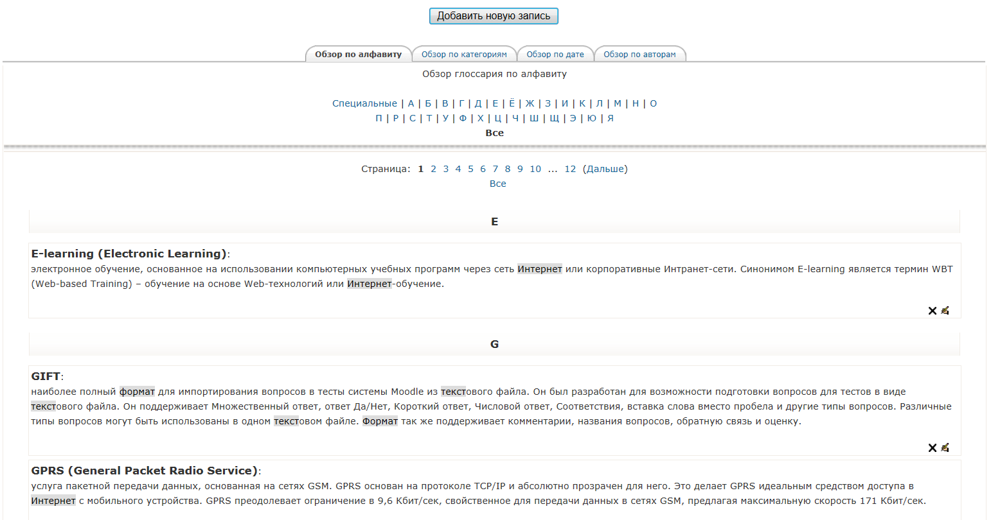 Добавить новую запись
Обзор по алфавиту Обзор по категориям Обзор по дате Обзор по авторам
Обзор глоссария по алфавиту
Специальные | А | Б | В | Г | Д | Е | Ё | Ж | З | И | К | Л | М | Н | О
П | Р | С | Т | У | Ф | Х | Ц | Ч | Ш | Щ | Э | Ю | Я
Все
Страница: 1 2 3 4 5 6 7 8 9 10 ... 12 (Дальше)
Все
E
E-learning (Electronic Learning):
электронное обучение, основанное на использовании компьютерных учебных программ через сеть Интернет или корпоративные Интранет-сети. Синонимом E-learning является термин WBT
(Web-based Training) – обучение на основе Web-технологий или Интернет-обучение.
G
GIFT:
наиболее полный формат для импортирования вопросов в тесты системы Moodle из текстового файла. Он был разработан для возможности подготовки вопросов для тестов в виде
текстового файла. Он поддерживает Множественный ответ, ответ Да/Нет, Короткий ответ, Числовой ответ, Соответствия, вставка слова вместо пробела и другие типы вопросов. Различные
типы вопросов могут быть использованы в одном текстовом файле. Формат так же поддерживает комментарии, названия вопросов, обратную связь и оценку.
GPRS (General Packet Radio Service):
услуга пакетной передачи данных, основанная на сетях GSM. GPRS основан на протоколе TCP/IP и абсолютно прозрачен для него. Это делает GPRS идеальным средством доступа в
Интернет с мобильного устройства. GPRS преодолевает ограничение в 9,6 Кбит/сек, свойственное для передачи данных в сетях GSM, предлагая максимальную скорость 171 Кбит/сек.